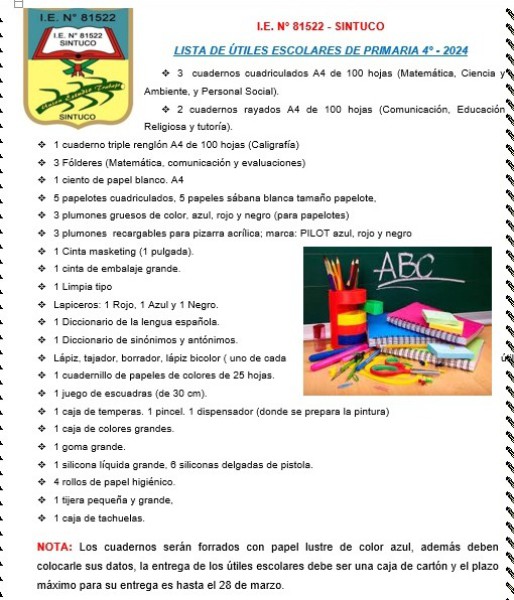 I.E. N° 81522
I.E. N° 81522
SINTUCO
SINTUCO
I.E. N° 81522 - SINTUCO
LISTA DE ÚTILES ESCOLARES DE PRIMARIA 4° - 2024
❖ 3 cuadernos cuadriculados A4 de 100 hojas (Matemática, Ciencia y
Ambiente, y Personal Social).
❖ 2 cuadernos rayados A4 de 100 hojas (Comunicación, Educación
Religiosa y tutoría).
❖ 1 cuaderno triple renglón A4 de 100 hojas (Caligrafía)
❖ 3 Fólderes (Matemática, comunicación y evaluaciones)
❖ 1 ciento de papel blanco. A4
❖ 5 papelotes cuadriculados, 5 papeles sábana blanca tamaño papelote,
❖ 3 plumones gruesos de color, azul, rojo y negro (para papelotes)
❖ 3 plumones recargables para pizarra acrílica; marca: PILOT azul, rojo y negro
❖ 1 Cinta masketing (1 pulgada).
❖ 1 cinta de embalaje grande.
❖ 1 Limpia tipo
❖ Lapiceros: 1 Rojo, 1 Azul y 1 Negro.
❖ 1 Diccionario de la lengua española.
❖ 1 Diccionario de sinónimos y antónimos.
❖ Lápiz, tajador, borrador, lápiz bicolor ( uno de cada útil
❖ 1 cuadernillo de papeles de colores de 25 hojas.
❖ 1 juego de escuadras (de 30 cm).
❖ 1 caja de temperas. 1 pincel. 1 dispensador (donde se prepara la pintura)
❖ 1 caja de colores grandes.
❖ 1 goma grande.
❖ 1 silicona líquida grande, 6 siliconas delgadas de pistola.
❖ 4 rollos de papel higiénico.
❖ 1 tijera pequeña y grande,
❖ 1 caja de tachuelas.
ABC
NOTA: Los cuadernos serán forrados con papel lustre de color azul, además deben
colocarle sus datos, la entrega de los útiles escolares debe ser una caja de cartón y el plazo
máximo para su entrega es hasta el 28 de marzo.